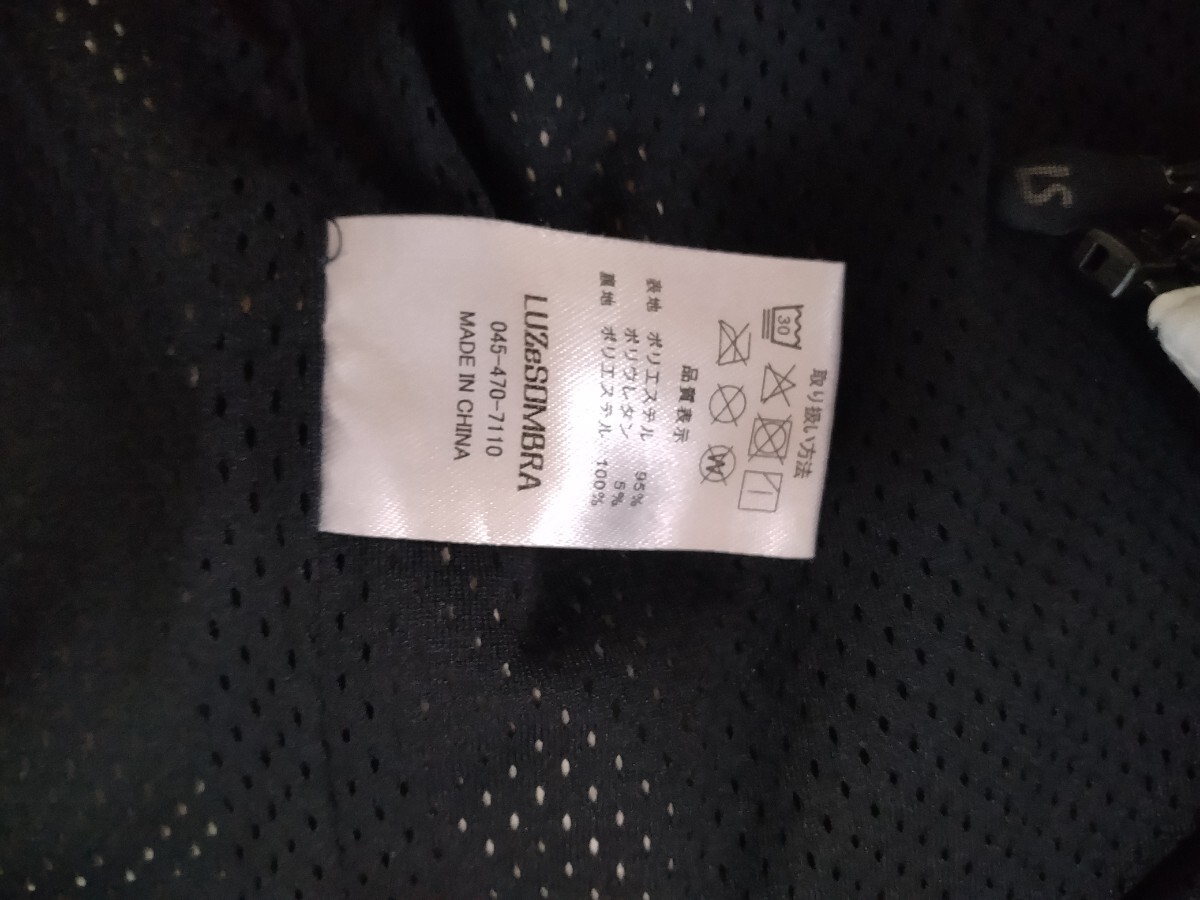 取り扱い方法
30
W
品質表示
表地 ポリエステル 95%
ポリウレタン 5%
裏地 ポリエステル 100%
LUZeSOMBRA
045-470-7110
MADE IN CHINA
LS